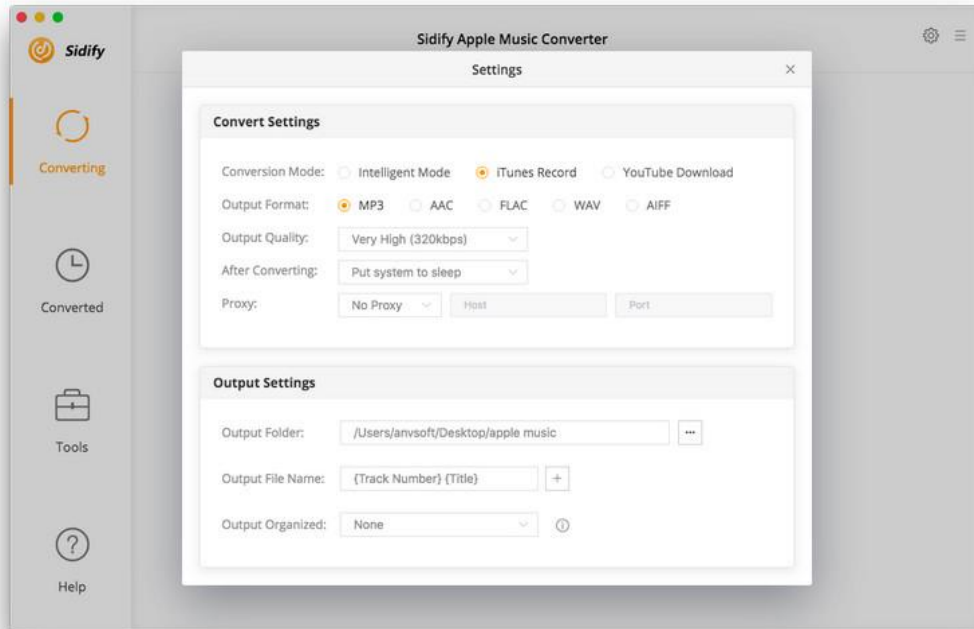 Sidify
Sidify Apple Music Converter
Settings
Convert Settings
Conversion Mode: Intelligent Mode iTunes Record YouTube Download
Output Format: MP3 AAC FLAC WAV AIFF
Output Quality: Very High (320kbps)
After Converting: Put system to sleep
Proxy: No Proxy Host Port
Output Settings
Output Folder: /Users/anvsoft/Desktop/apple music ...
Output File Name: {Track Number} {Title} +
Output Organized: None
Converting
Converted
Tools
Help